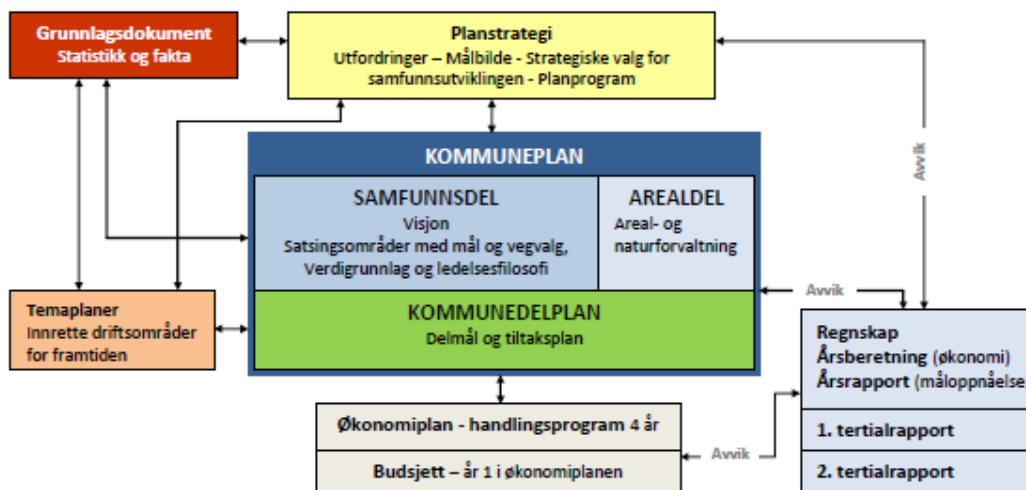 Grunnlagsdokument
Statistikk og fakta
Planstrategi
Utfordringer – Målbilde - Strategiske valg for
samfunnsutviklingen - Planprogram
Avvik
KOMMUNEPLAN
SAMFUNNSDEL
Visjon
Satsingsområder med mål og vegvalg,
Verdigrunnlag og ledelsesfilosofi
AREALDEL
Areal- og
naturforvaltning
KOMMUNEDELPLAN
Delmål og tiltaksplan
Temaplaner
Innrette driftsområder
for framtiden
Avvik
Regnskap
Årsberetning (økonomi)
Årsrapport (måloppnåelse
1. tertialrapport
2. tertialrapport
Økonomiplan - handlingsprogram 4 år
Budsjett – år 1 i økonomiplanen
Avvik